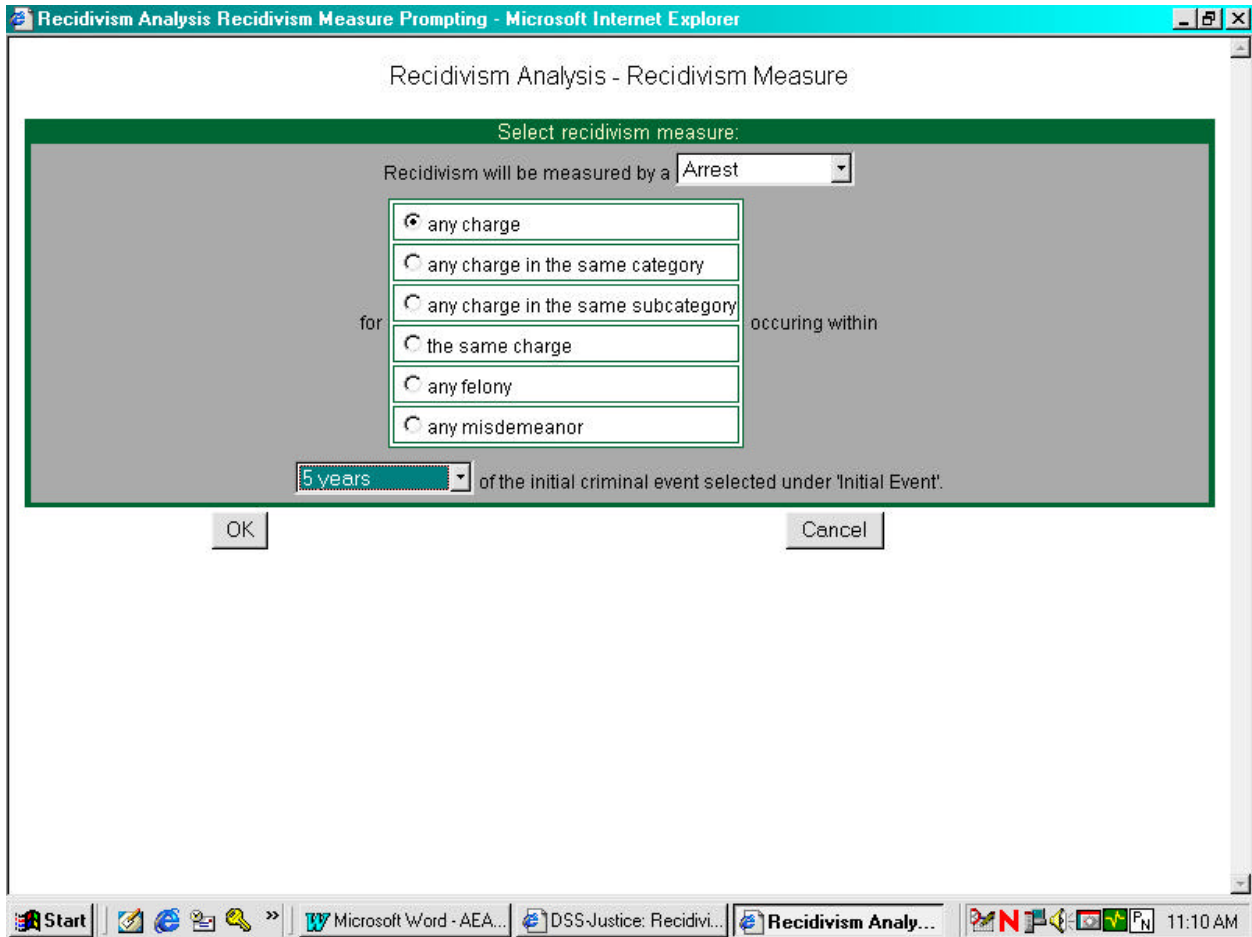 Recidivism Analysis Recidivism Measure Prompting - Microsoft Internet Explorer
Recidivism Analysis - Recidivism Measure
Select recidivism measure:
Recidivism will be measured by a Arrest
any charge
any charge in the same category
any charge in the same subcategory
for occuring within
the same charge
any felony
any misdemeanor
5 years of the initial criminal event selected under 'Initial Event'.
OK Cancel
Start » Microsoft Word - AEA... DSS-Justice: Recidivi... Recidivism Analy... N PN 11:10 AM